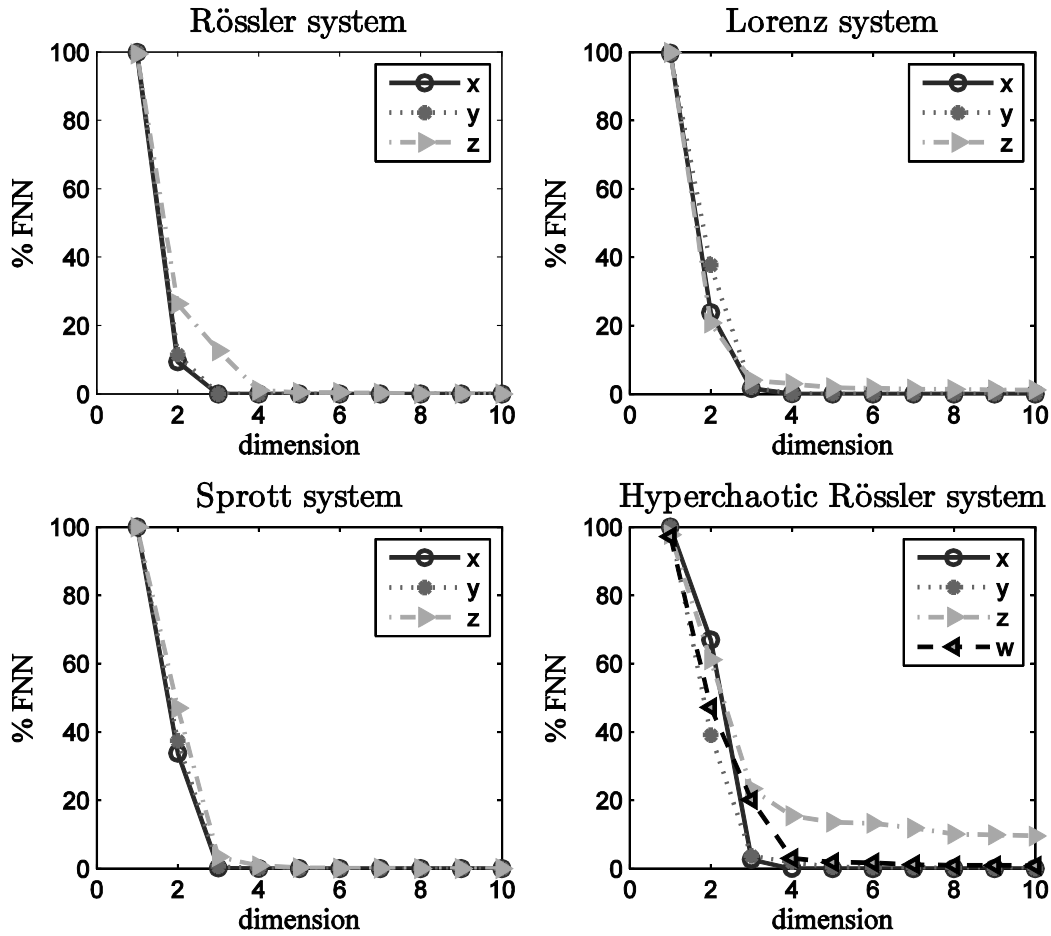 Rössler system
100
80
60
40
20
0
% FNN
0 2 4 6 8 10
dimension
x
y
z
Lorenz system
100
80
60
40
20
0
% FNN
0 2 4 6 8 10
dimension
x
y
z
Sprott system
100
80
60
40
20
0
% FNN
0 2 4 6 8 10
dimension
x
y
z
Hyperchaotic Rössler system
100
80
60
40
20
0
% FNN
0 2 4 6 8 10
dimension
x
y
z
w